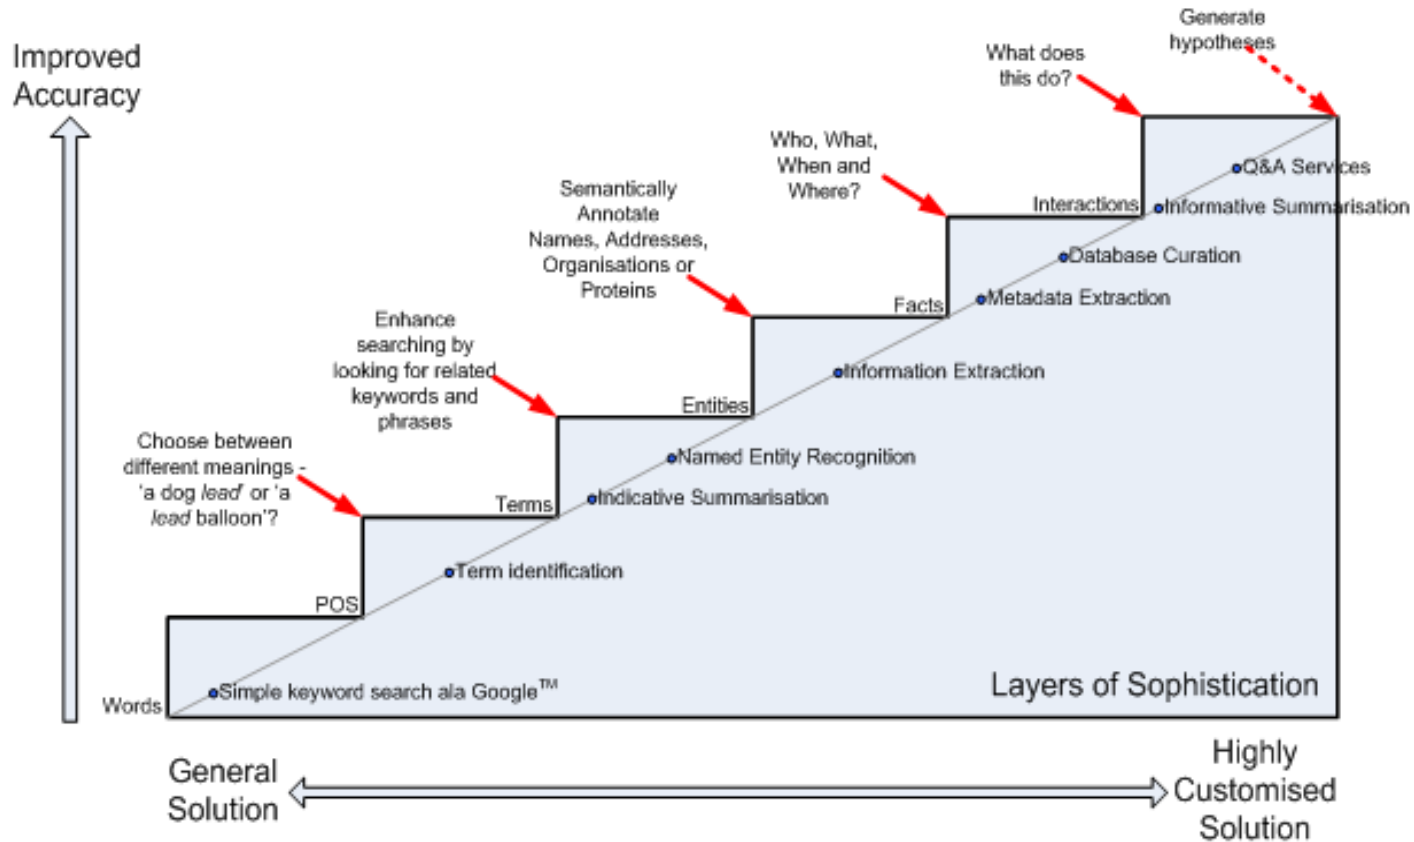 Generate
hypotheses
Improved
Accuracy
What does
this do?
Who, What,
When and
Where?
Q&A Services
Semantically
Annotate
Names, Addresses,
Organisations or
Proteins
Interactions
Informative Summarisation
Database Curation
Facts
Metadata Extraction
Enhance
searching by
looking for related
keywords and
phrases
Information Extraction
Entities
Choose between
different meanings -
'a dog lead' or 'a
lead balloon'?
Named Entity Recognition
Terms
Indicative Summarisation
Term identification
POS
Simple keyword search ala Google™
Words
Layers of Sophistication
General
Solution
Highly
Customised
Solution